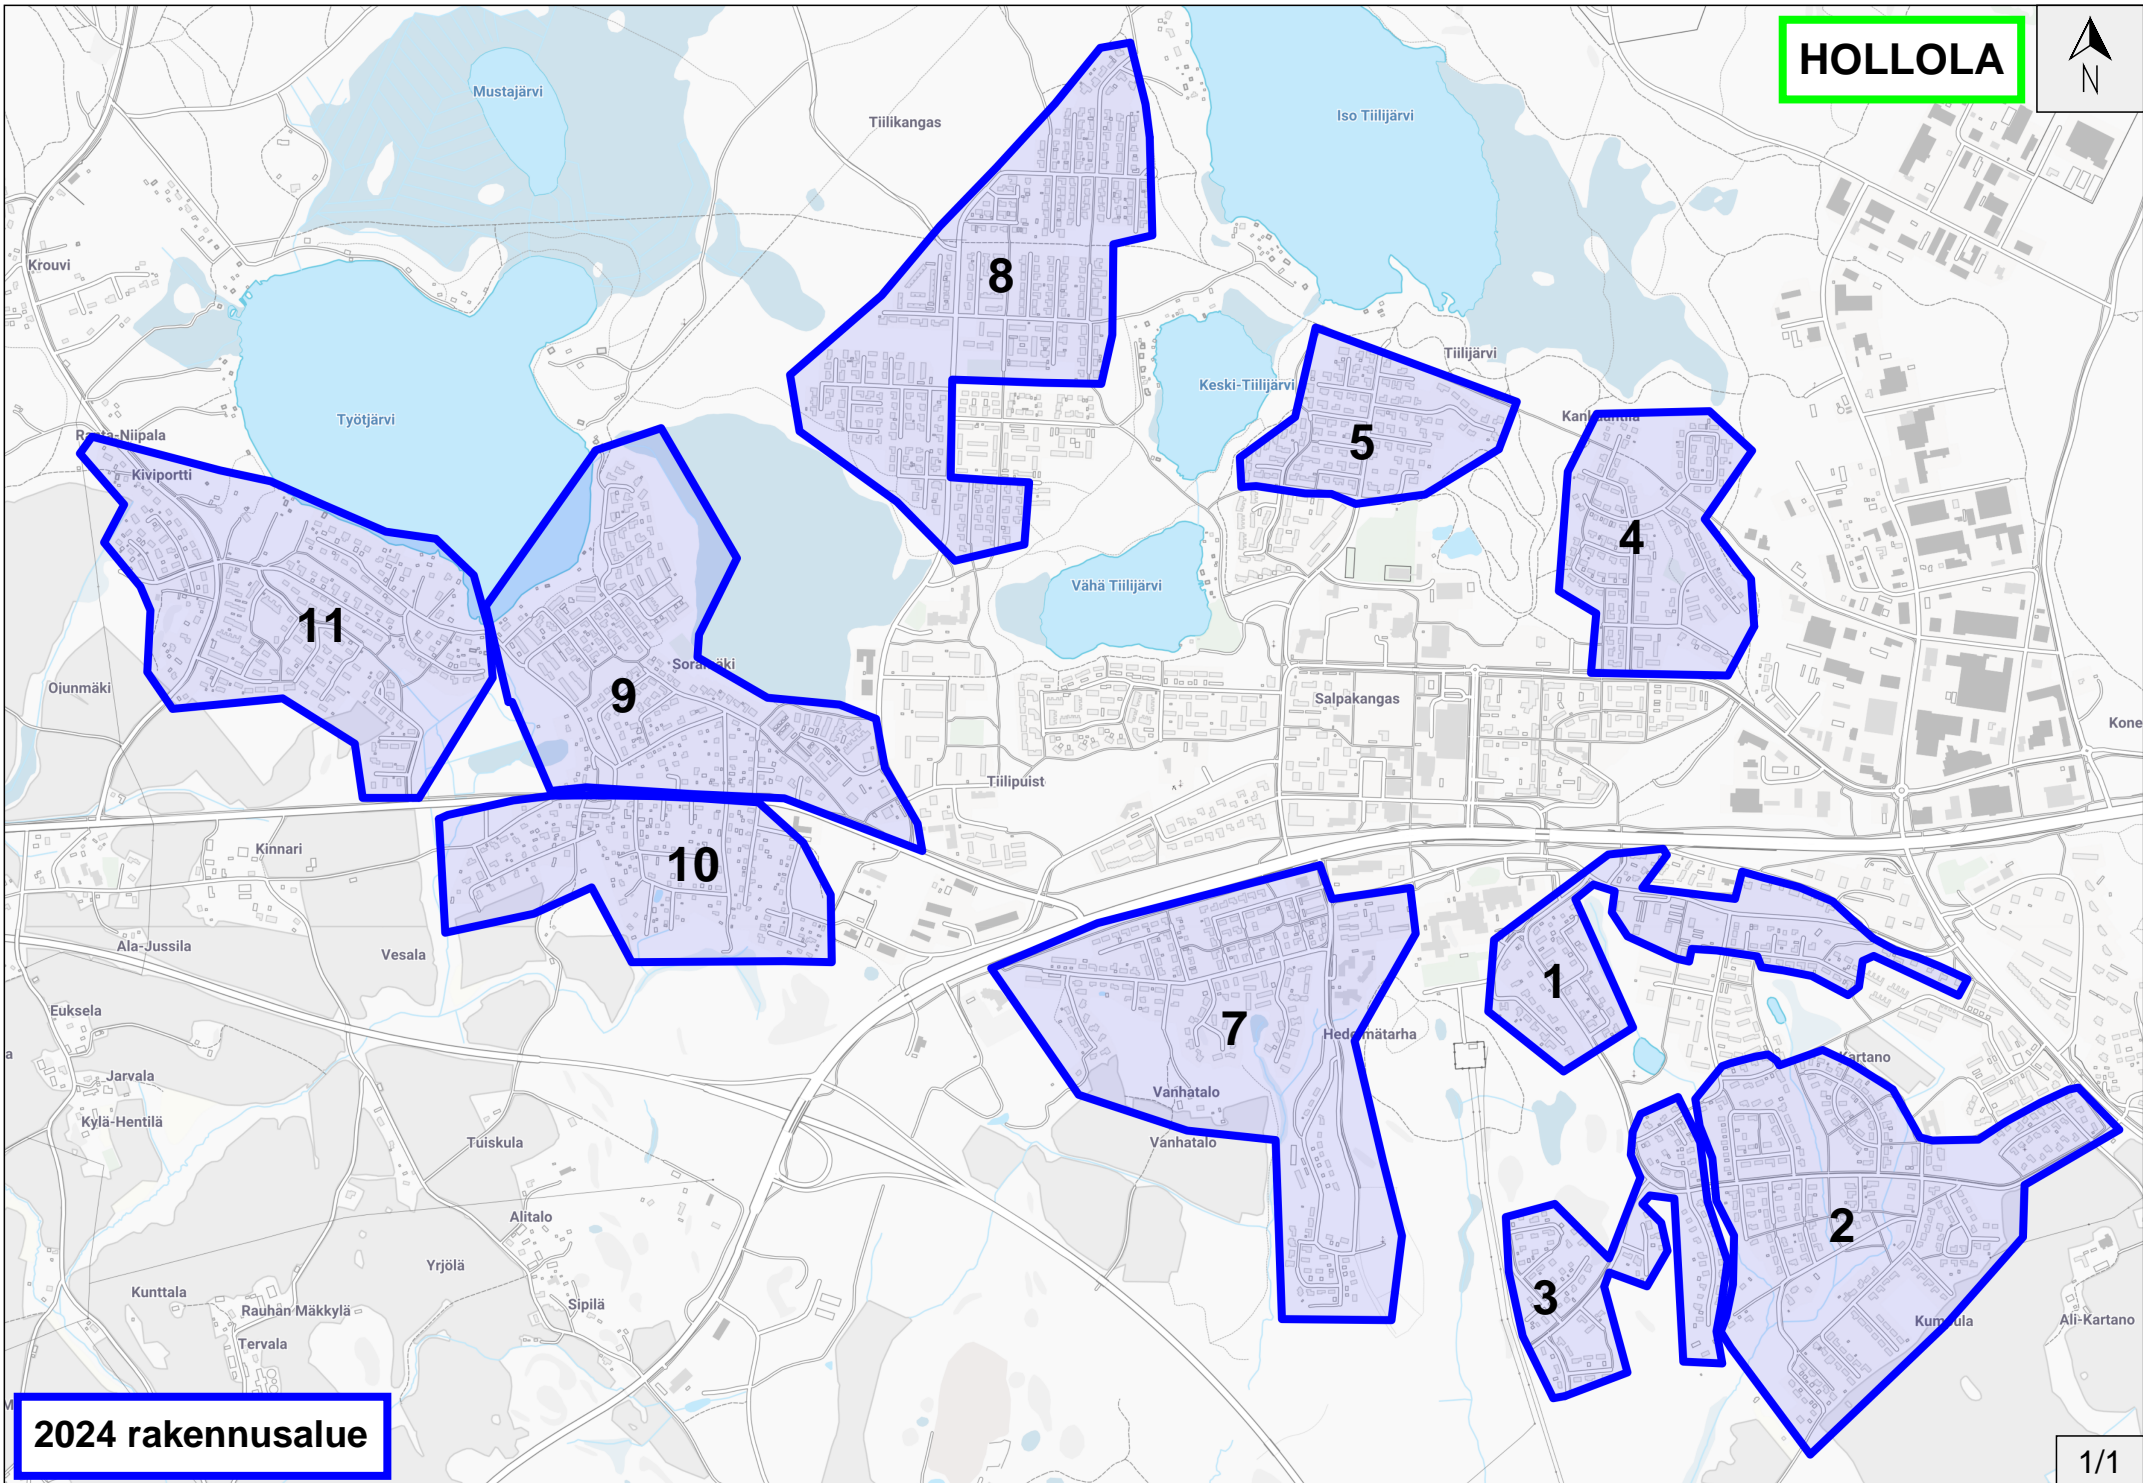 HOLLOLA
N
Mustajärvi
Tiilikangas
Iso Tiilijärvi
Krouvi
8
Tiilijärvi
Keski-Tiilijärvi
Työtjärvi
5
Kiviportti
4
Vähä Tiilijärvi
11
Ojunmäki
9
Salpakangas
Kone
Tiilipuist
Kinnari
10
Ala-Jussila
Vesala
1
Euksela
7
Jarvala
Kartano
Vanhatalo
Kylä-Hentilä
Tuiskula
Vanhatalo
Alitalo
2
Yrjölä
Kunttala
3
Sipilä
Rauhan Mäkkylä
Ali-Kartano
Tervala
2024 rakennusalue
1/1